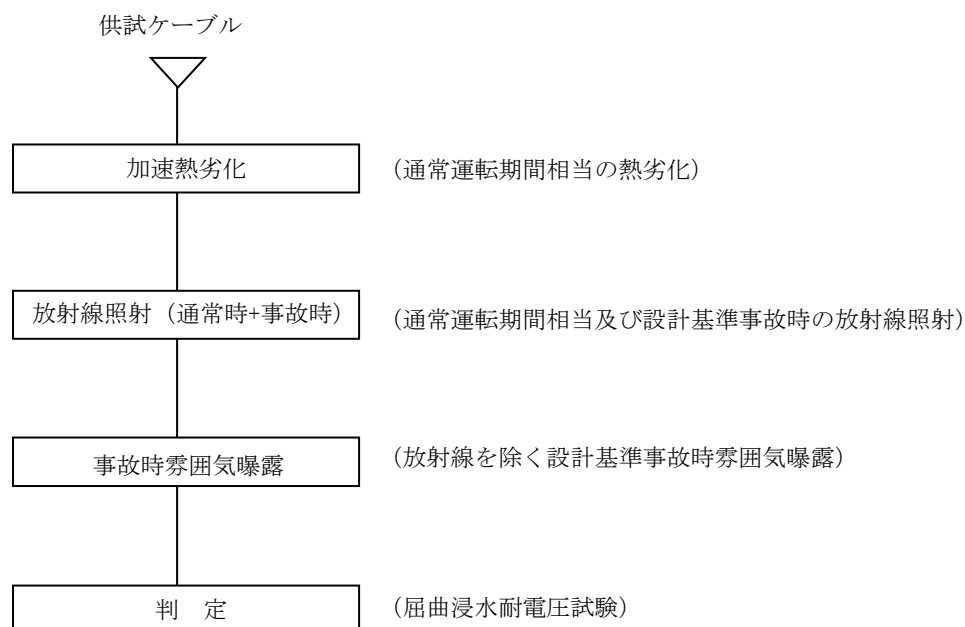 供試ケーブル
加速熱劣化
（通常運転期間相当の熱劣化）
放射線照射（通常時+事故時）
（通常運転期間相当及び設計基準事故時の放射線照射）
事故時雰囲気曝露
（放射線を除く設計基準事故時雰囲気曝露）
判　定
（屈曲浸水耐電圧試験）